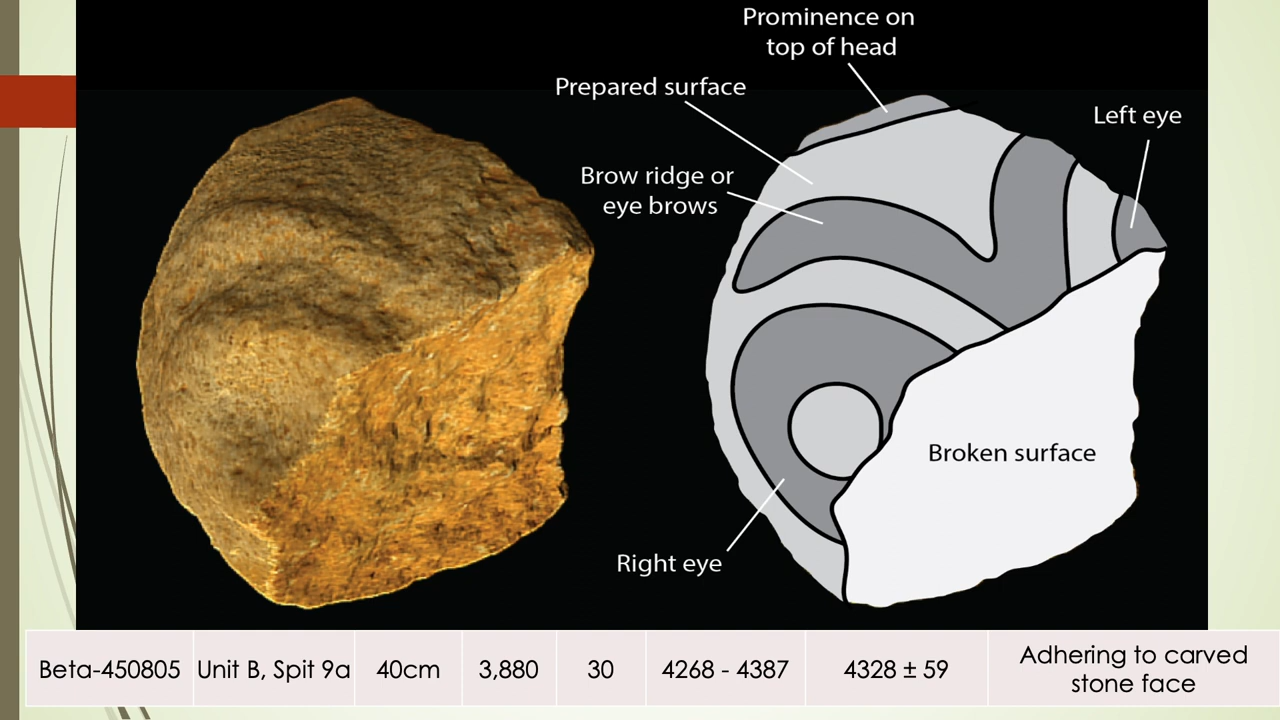 Prominence on
top of head
Prepared surface
Left eye
Brow ridge or
eye brows
Broken surface
Right eye
Beta-450805 Unit B, Spit 9a 40cm 3,880 30 4268 - 4387 4328 ± 59 Adhering to carved
stone face